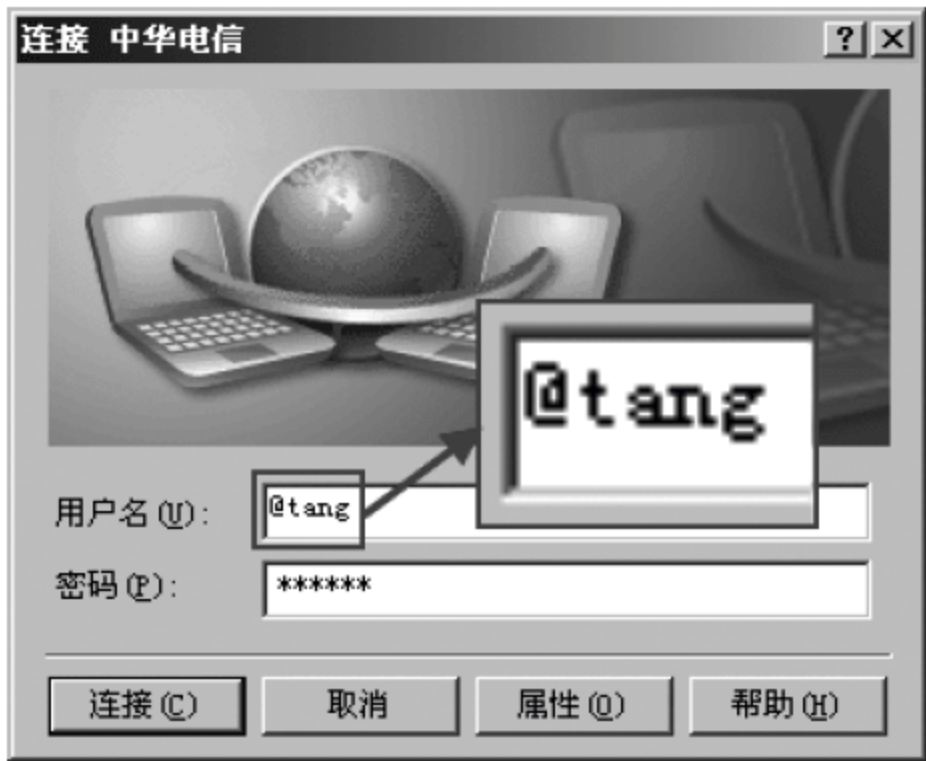 连接 中华电信
@tang
用户名(U):
@tang
密码(P):
******
连接(C)
取消
属性(O)
帮助(H)